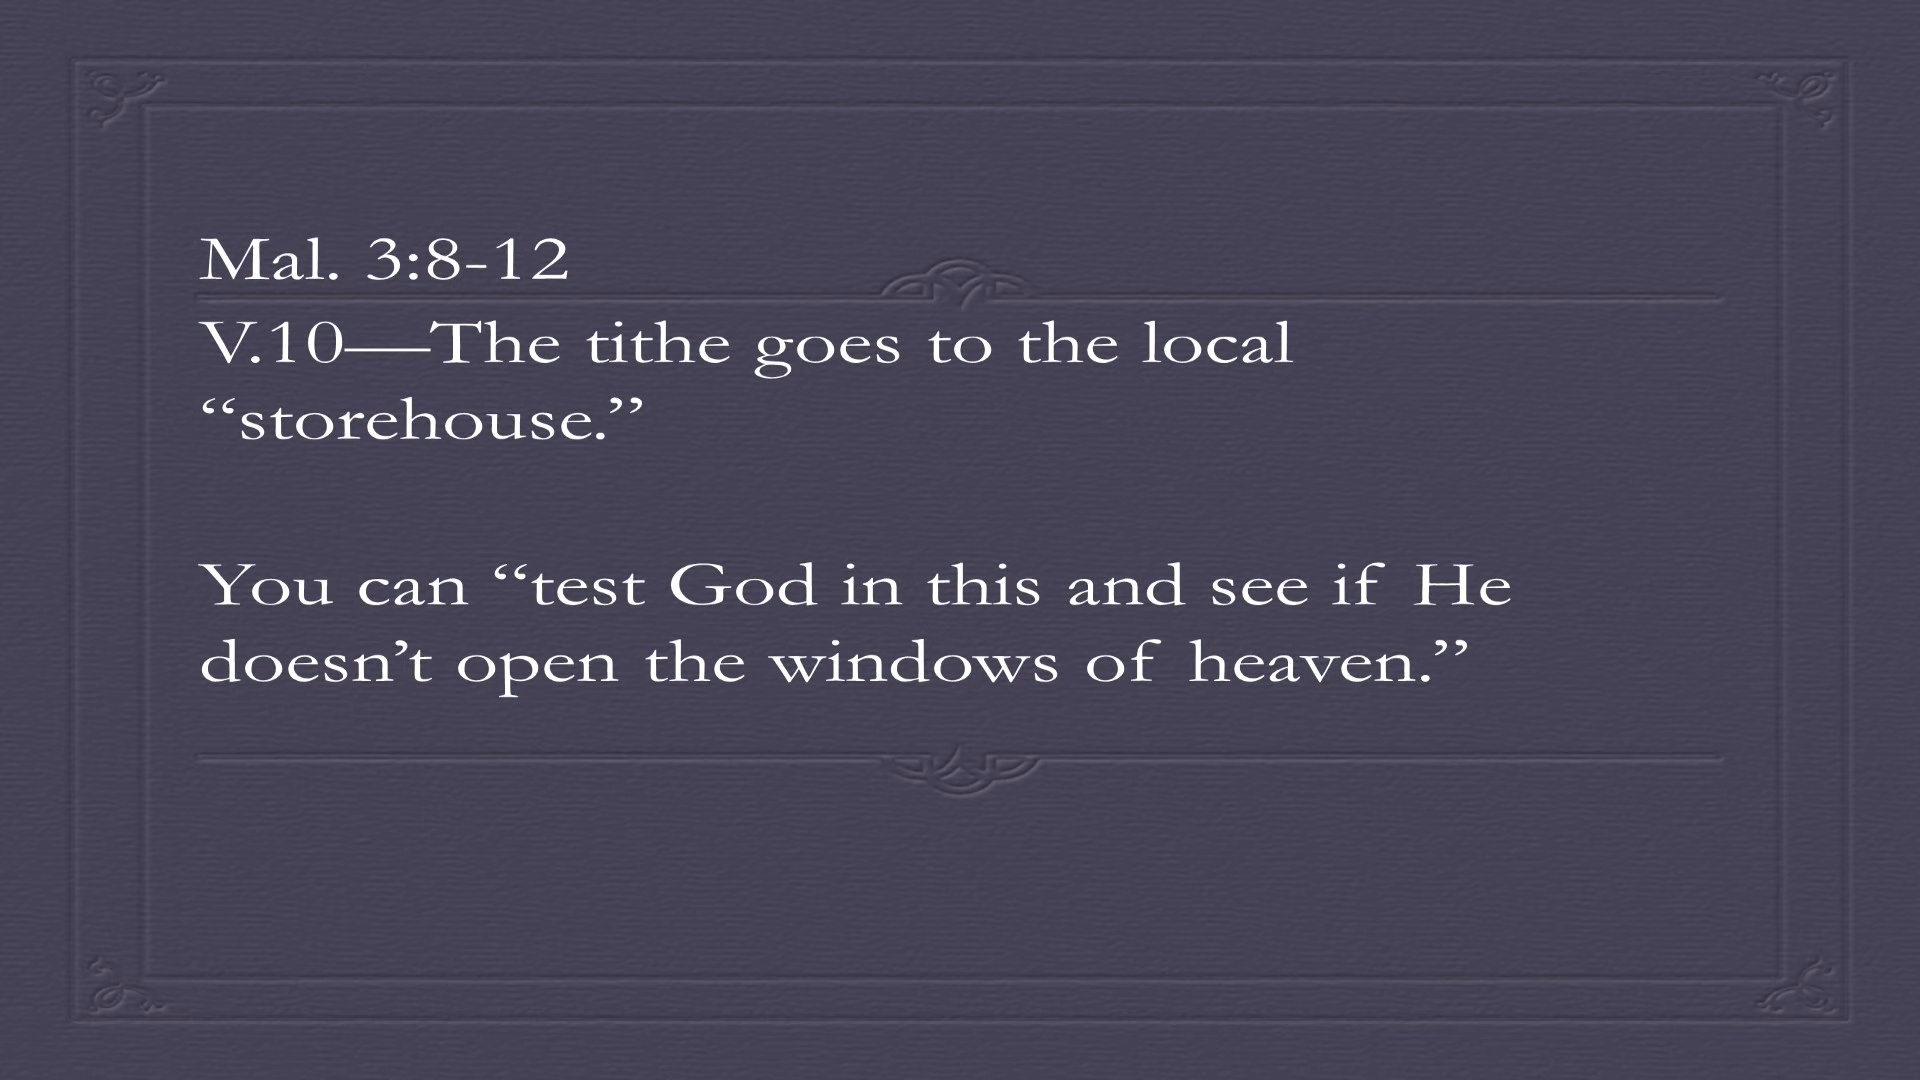 Mal. 3:8-12
V.10—The tithe goes to the local
“storehouse.”
You can “test God in this and see if He
doesn’t open the windows of heaven.”